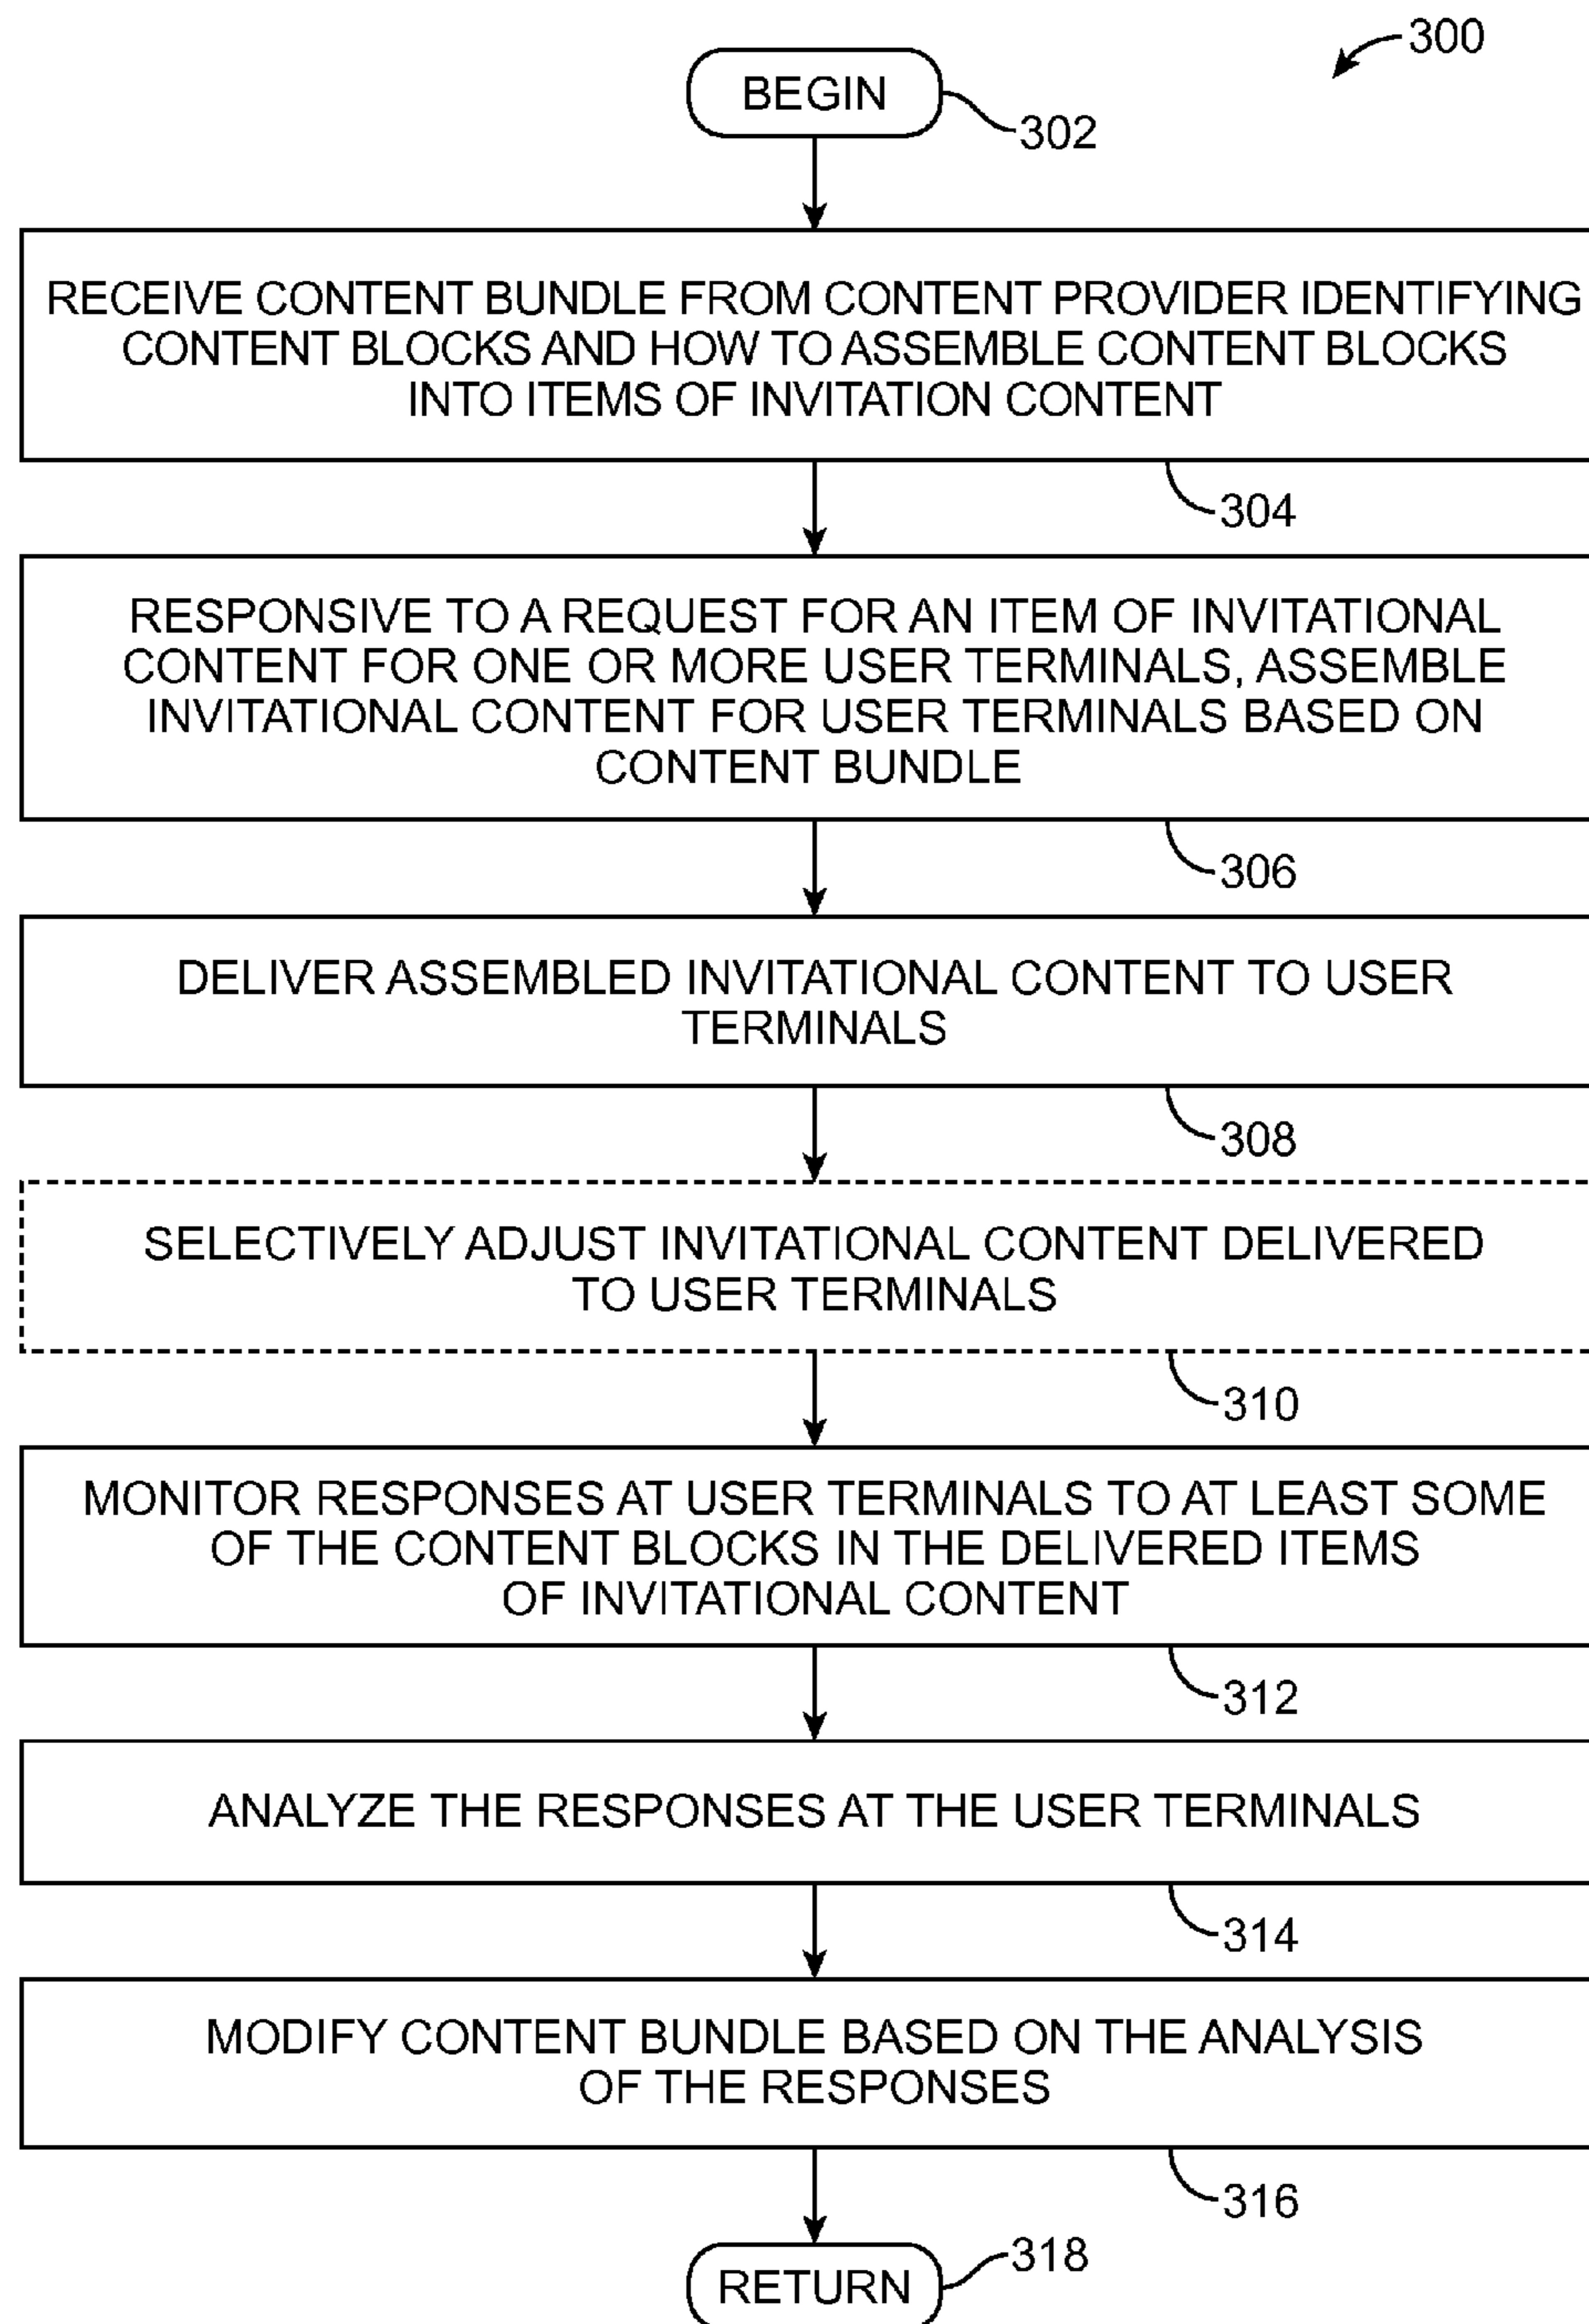 300
BEGIN
302
RECEIVE CONTENT BUNDLE FROM CONTENT PROVIDER IDENTIFYING
CONTENT BLOCKS AND HOW TO ASSEMBLE CONTENT BLOCKS
INTO ITEMS OF INVITATION CONTENT
304
RESPONSIVE TO A REQUEST FOR AN ITEM OF INVITATIONAL
CONTENT FOR ONE OR MORE USER TERMINALS, ASSEMBLE
INVITATIONAL CONTENT FOR USER TERMINALS BASED ON
CONTENT BUNDLE
306
DELIVER ASSEMBLED INVITATIONAL CONTENT TO USER
TERMINALS
308
SELECTIVELY ADJUST INVITATIONAL CONTENT DELIVERED
TO USER TERMINALS
310
MONITOR RESPONSES AT USER TERMINALS TO AT LEAST SOME
OF THE CONTENT BLOCKS IN THE DELIVERED ITEMS
OF INVITATIONAL CONTENT
312
ANALYZE THE RESPONSES AT THE USER TERMINALS
314
MODIFY CONTENT BUNDLE BASED ON THE ANALYSIS
OF THE RESPONSES
316
318
RETURN